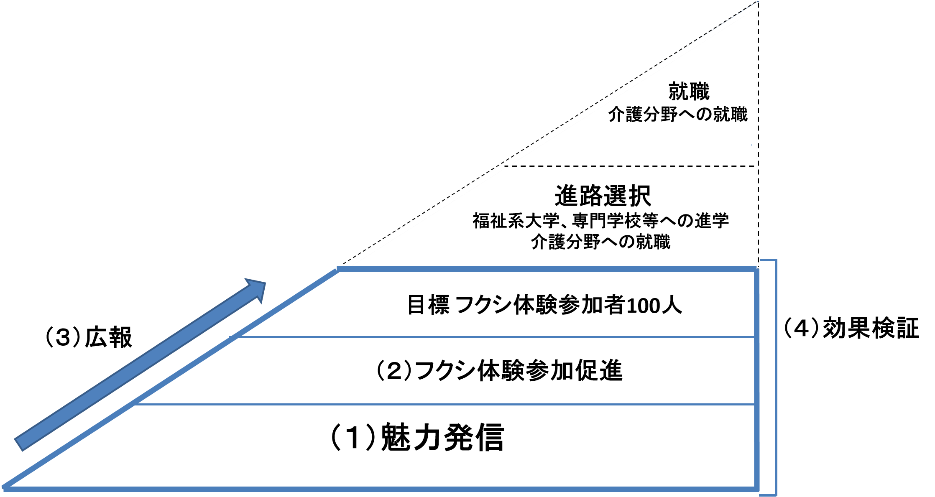 就職
介護分野への就職
進路選択
福祉系大学、専門学校等への進学
介護分野への就職
目標 フクシ体験参加者100人
（３）広報
（４）効果検証
（２）フクシ体験参加促進
（１）魅力発信